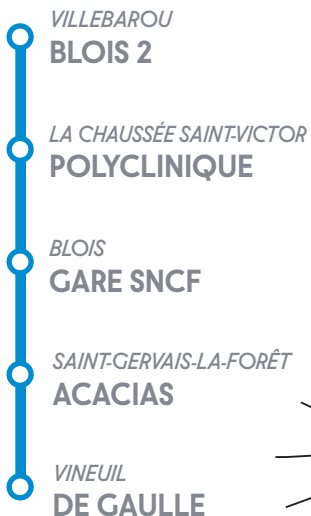 VILLEBAROU
BLOIS 2
LA CHAUSSÉE SAINT-VICTOR
POLYCLINIQUE
BLOIS
GARE SNCF
SAINT-GERVAIS-LA-FORÊT
ACACIAS
VINEUIL
DE GAULLE